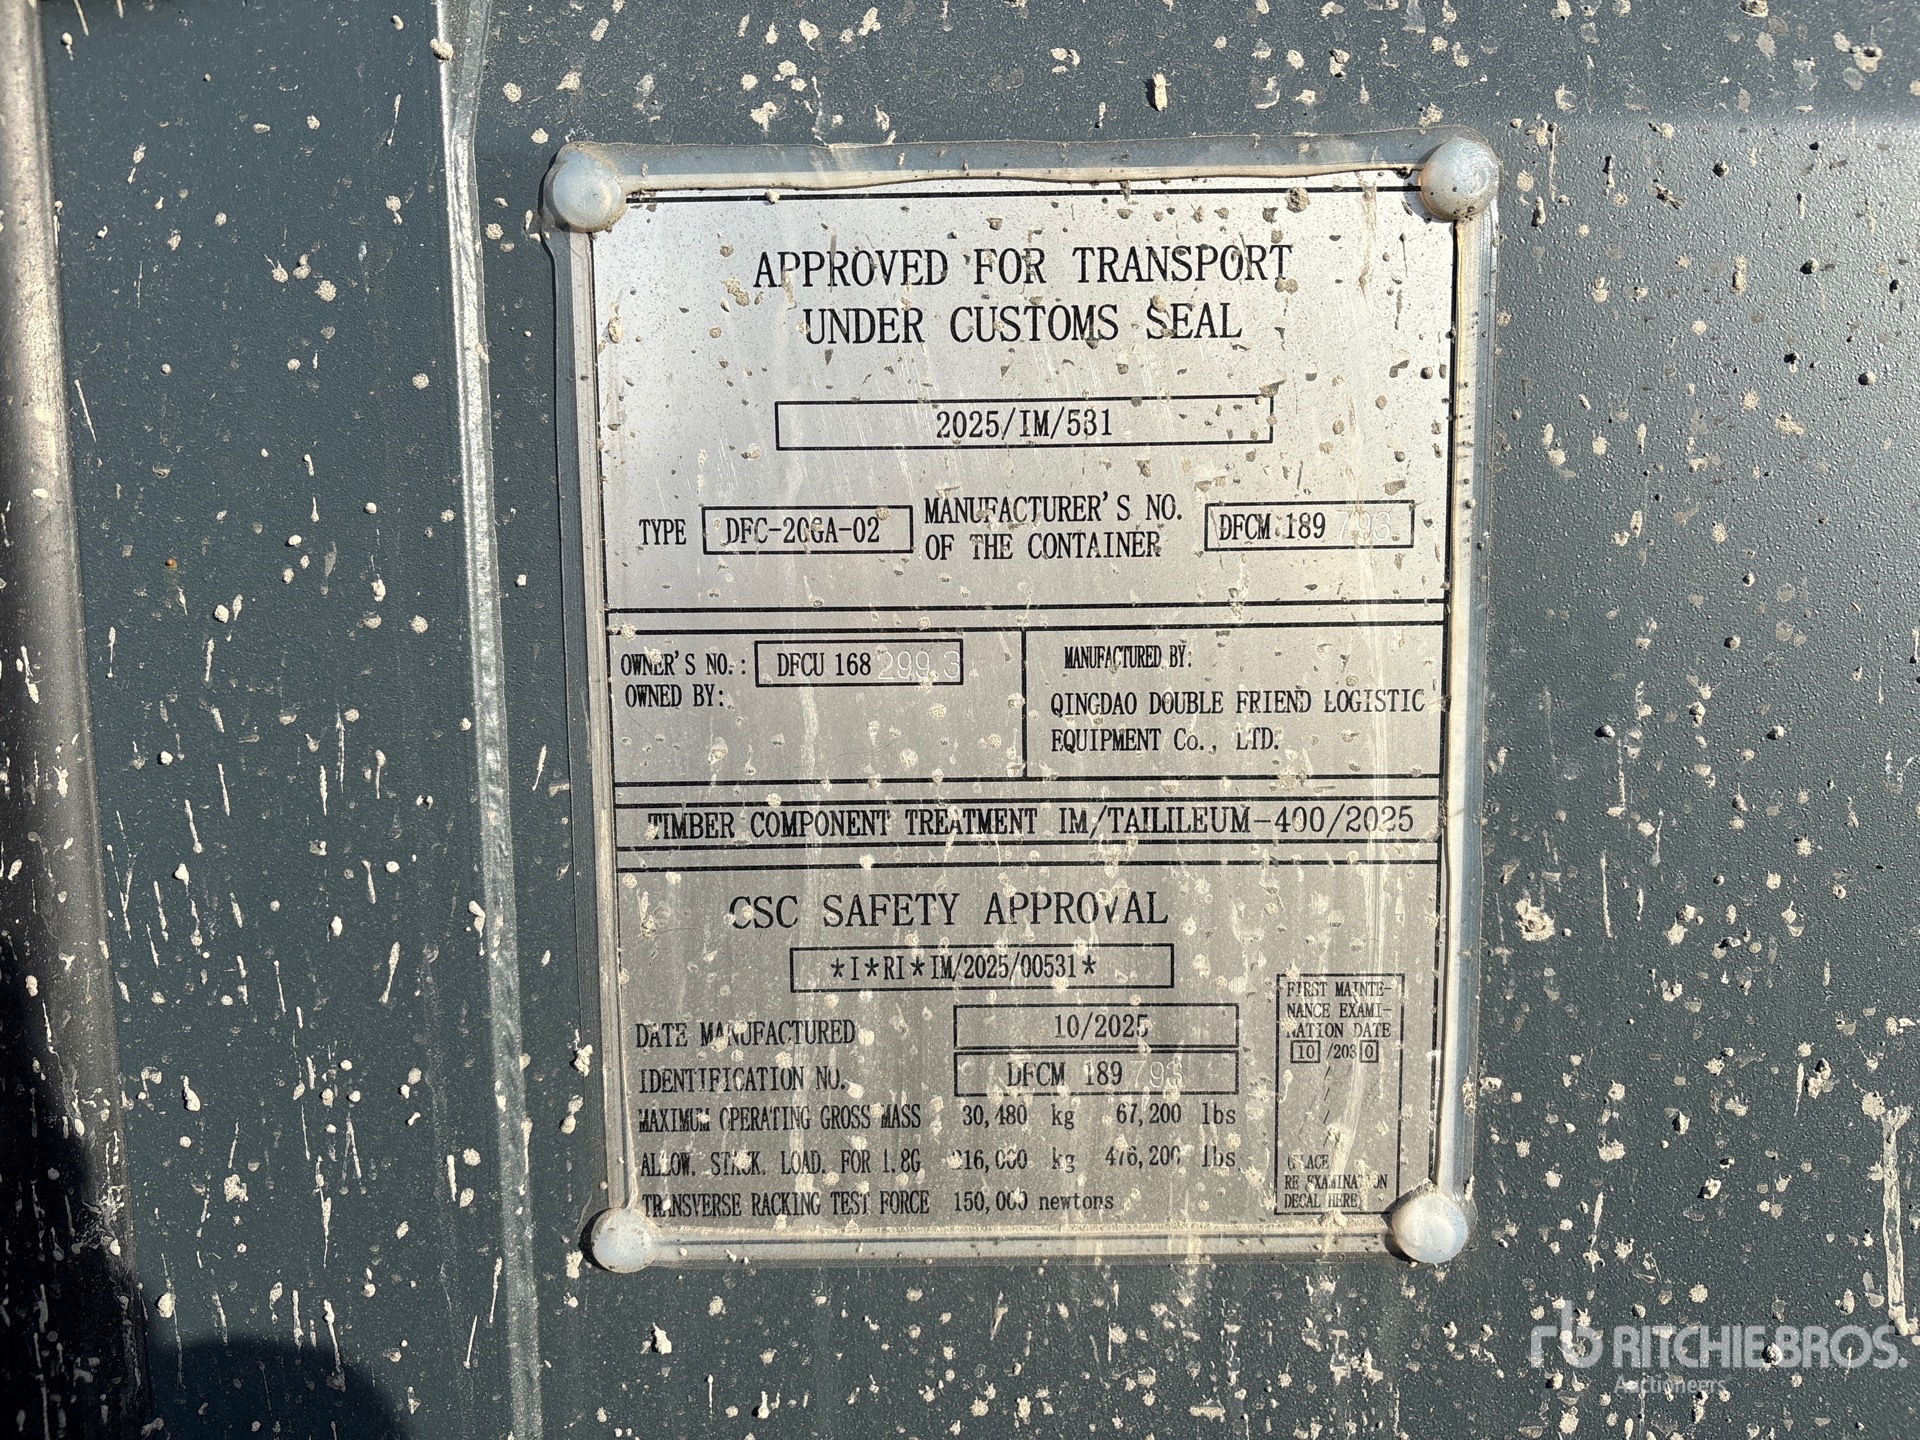 APPROVED FOR TRANSPORT
UNDER CUSTOMS SEAL
2025/IM/531
TYPE DFC-20GA-02 MANUFACTURER'S NO. OF THE CONTAINER DFCM 189793
OWNER'S NO.: DFCU 168299 3
OWNED BY:
MANUFACTURED BY:
QINGDAO DOUBLE FRIEND LOGISTIC
EQUIPMENT Co., LTD.
TIMBER COMPONENT TREATMENT IM/TAILILEUM-400/2025
CSC SAFETY APPROVAL
*I*RI*IM/2025/00531*
DATE MANUFACTURED 10/2025
IDENTIFICATION NO. DFCM 189793
MAXIMUM OPERATING GROSS MASS 30,480 kg 67,200 lbs
ALLOW. STACK. LOAD. FOR 1.8G 216,000 kg 476,200 lbs
TRANSVERSE RACKING TEST FORCE 150,000 newtons
FIRST MAINTE-
NANCE EXAMI-
NATION DATE
10 /2030
RE EXAMINATION
DECAL HERE
rb RITCHIE BROS.
Auctioneers